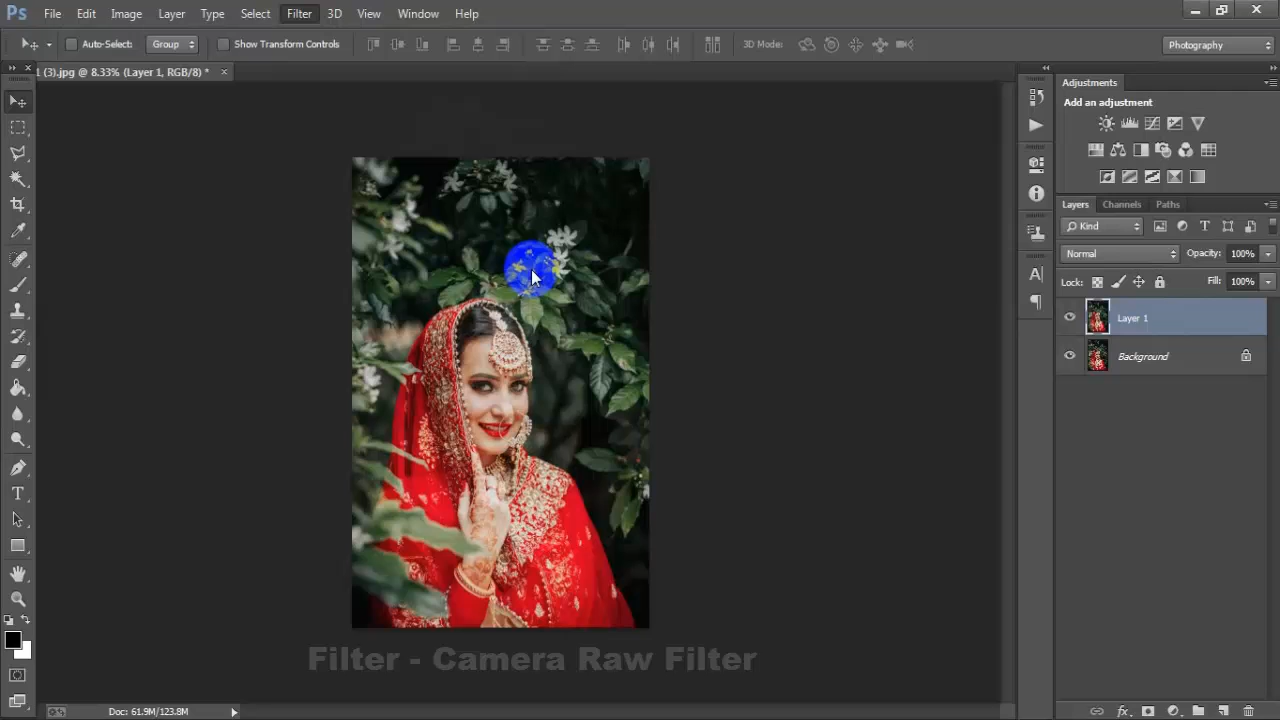 Ps File Edit Image Layer Type Select Filter 3D View Window Help
Auto-Select: Group Show Transform Controls 3D Mode: Photography
1 (3).jpg @ 8.33% (Layer 1, RGB/8) * ×
Adjustments
Add an adjustment
Layers Channels Paths
Kind
Normal Opacity: 100%
Lock: Fill: 100%
Layer 1
Background
Filter - Camera Raw Filter
Doc: 61.9M/123.8M